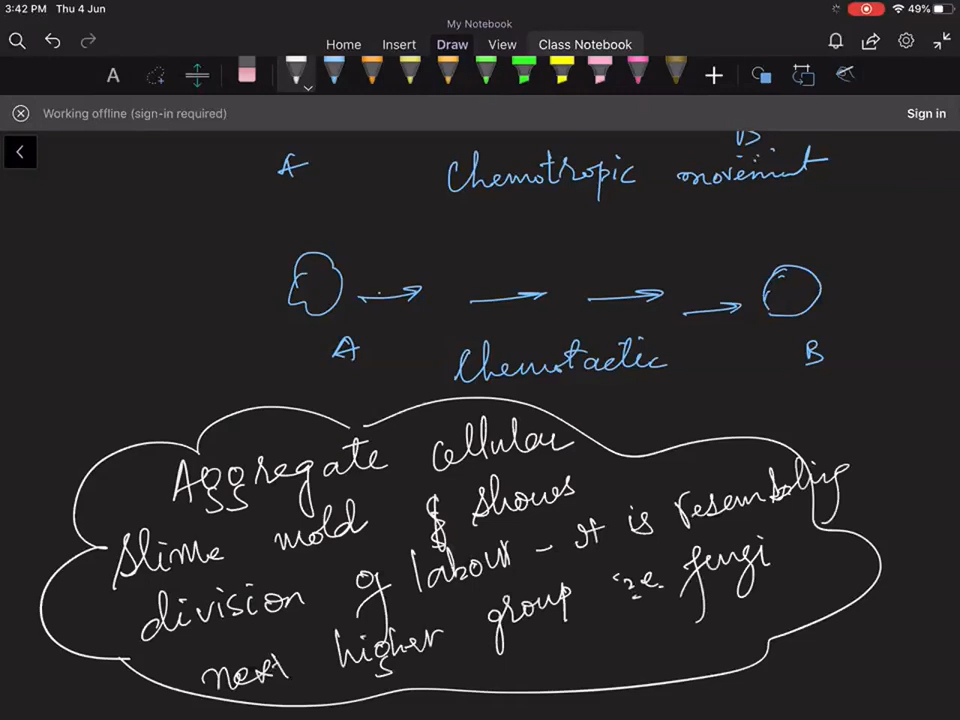 3:42 PM Thu 4 Jun 49%
My Notebook
Home Insert Draw View Class Notebook
A
Working offline (sign-in required) Sign in
B
A Chemotropic movement
A B
Chemotactic
Aggregate cellular
slime mold & shows
division of labour - it is resembling
next higher group i.e. fungi